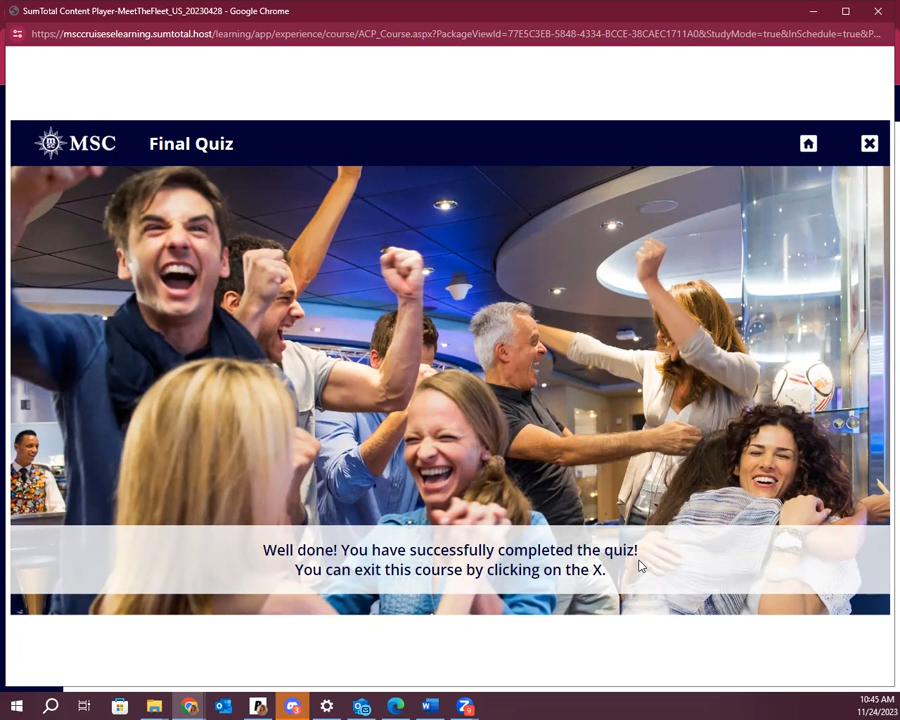 SumTotal Content Player-MeetTheFleet_US_20230428 - Google Chrome
https://msccruiseselearning.sumtotal.host/learning/app/experience/course/ACP_Course.aspx?PackageViewId=77E5C3EB-5848-4334-BCCE-38CAEC1711A0&StudyMode=true&InSchedule=true&P...
MSC Final Quiz
Well done! You have successfully completed the quiz!
You can exit this course by clicking on the X.
10:45 AM
11/24/2023